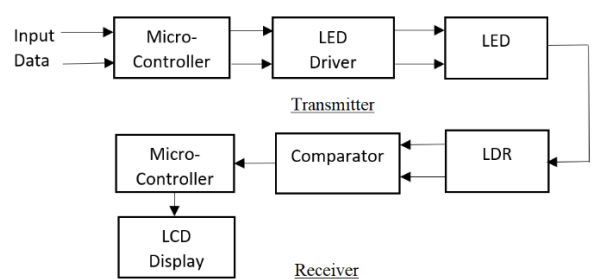 Input
Data
Micro-
Controller
LED
Driver
LED
Transmitter
Micro-
Controller
Comparator
LDR
LCD
Display
Receiver